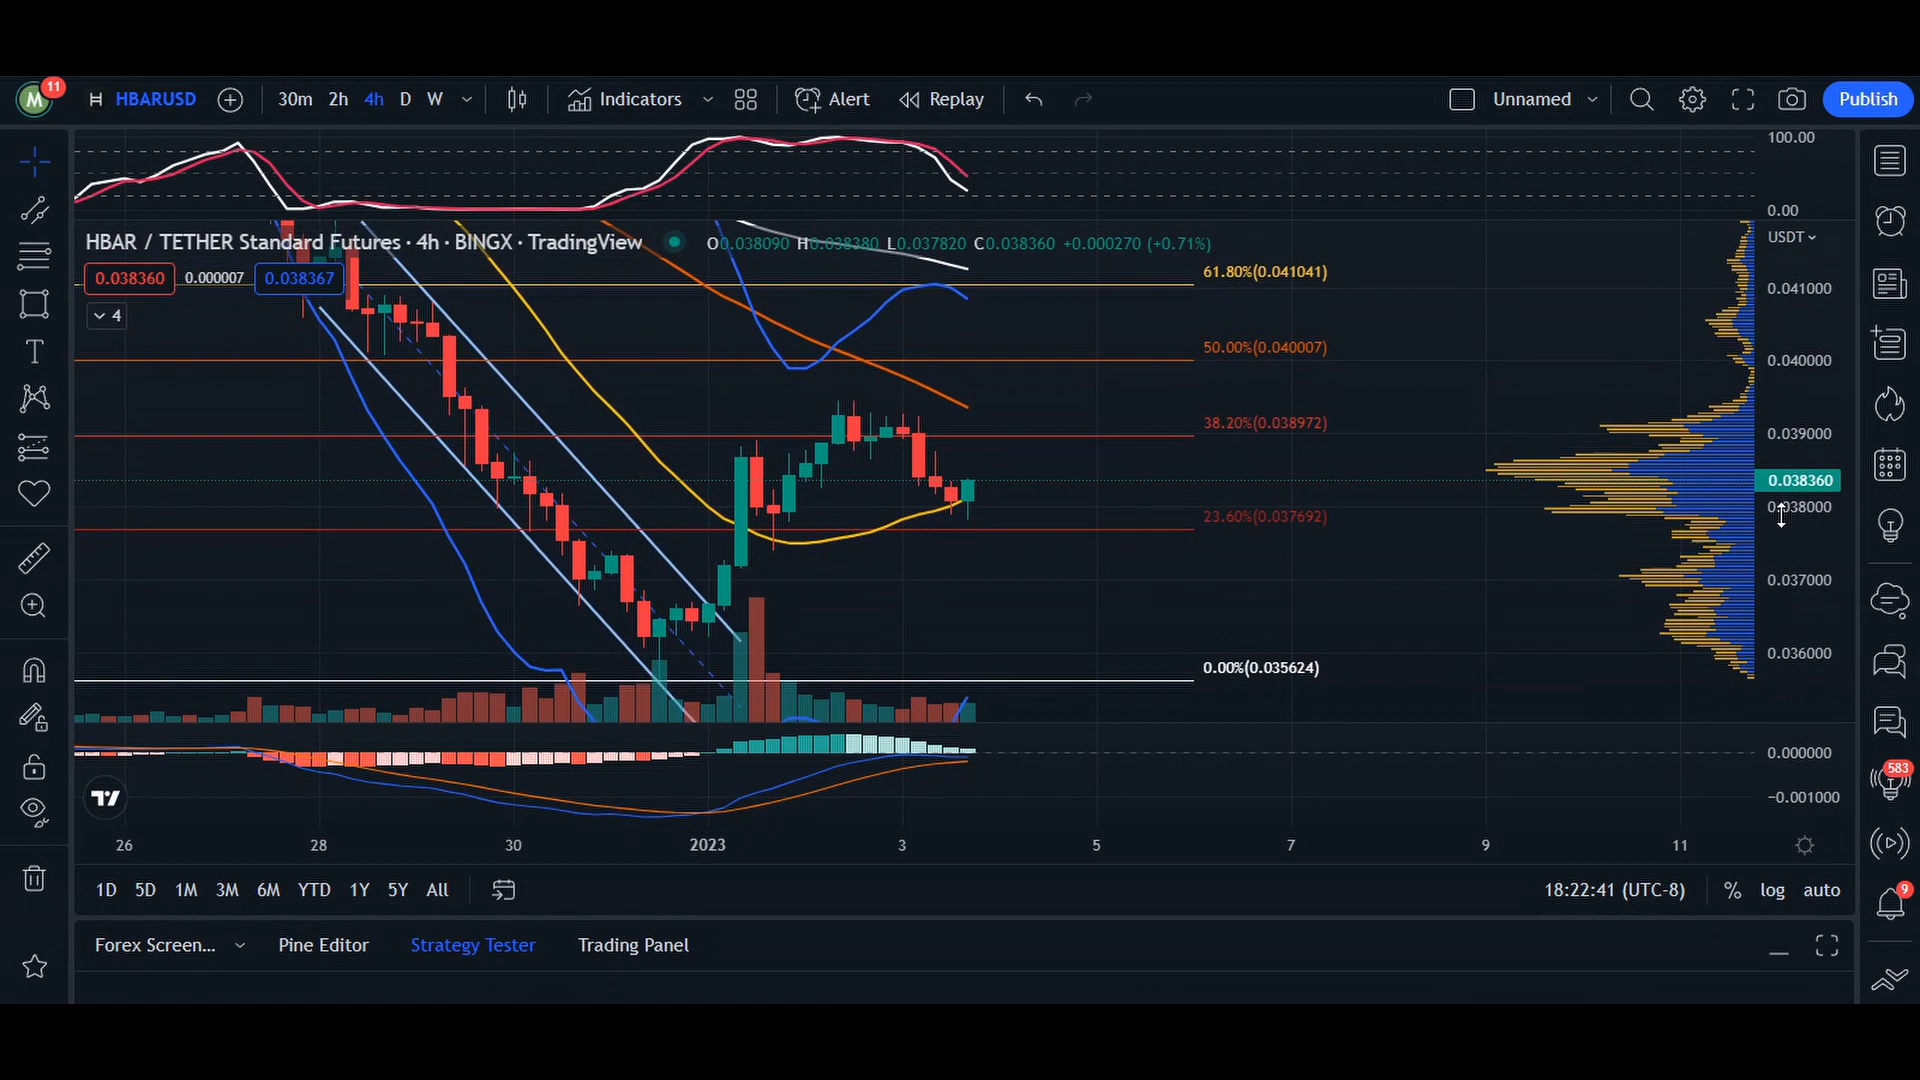 M 11 H HBARUSD 30m 2h 4h D W Indicators Alert Replay Unnamed Publish
100.00
0.00
HBAR / TETHER Standard Futures · 4h · BINGX · TradingView O0.038090 H0.038380 L0.037820 C0.038360 +0.000270 (+0.71%)
USDT
0.038360 0.000007 0.038367
4
61.80%(0.041041)
0.041000
50.00%(0.040007)
0.040000
38.20%(0.038972)
0.039000
0.038360
0.038000
23.60%(0.037692)
0.037000
0.036000
0.00%(0.035624)
0.000000
583
−0.001000
26 28 30 2023 3 5 7 9 11
1D 5D 1M 3M 6M YTD 1Y 5Y All 18:22:41 (UTC-8) % log auto
9
Forex Screen... Pine Editor Strategy Tester Trading Panel